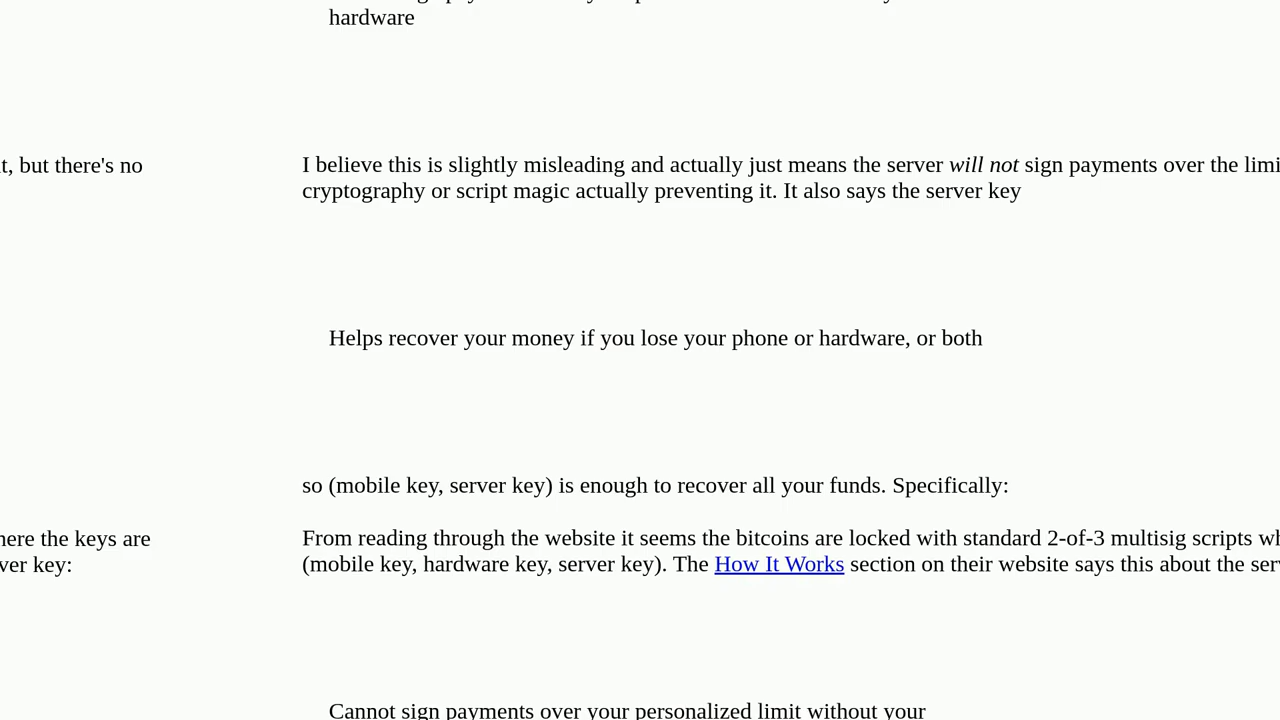 hardware
t, but there's no
I believe this is slightly misleading and actually just means the server will not sign payments over the limi
cryptography or script magic actually preventing it. It also says the server key
Helps recover your money if you lose your phone or hardware, or both
so (mobile key, server key) is enough to recover all your funds. Specifically:
here the keys are
ver key:
From reading through the website it seems the bitcoins are locked with standard 2-of-3 multisig scripts wh
(mobile key, hardware key, server key). The How It Works section on their website says this about the serv
Cannot sign payments over your personalized limit without your